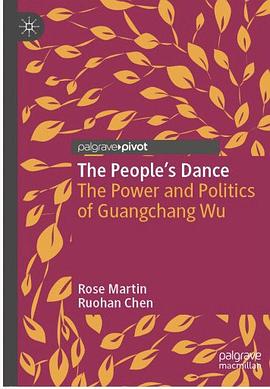 palgrave▸pivot
The People's Dance
The Power and Politics
of Guangchang Wu
Rose Martin
Ruohan Chen
palgrave
macmillan